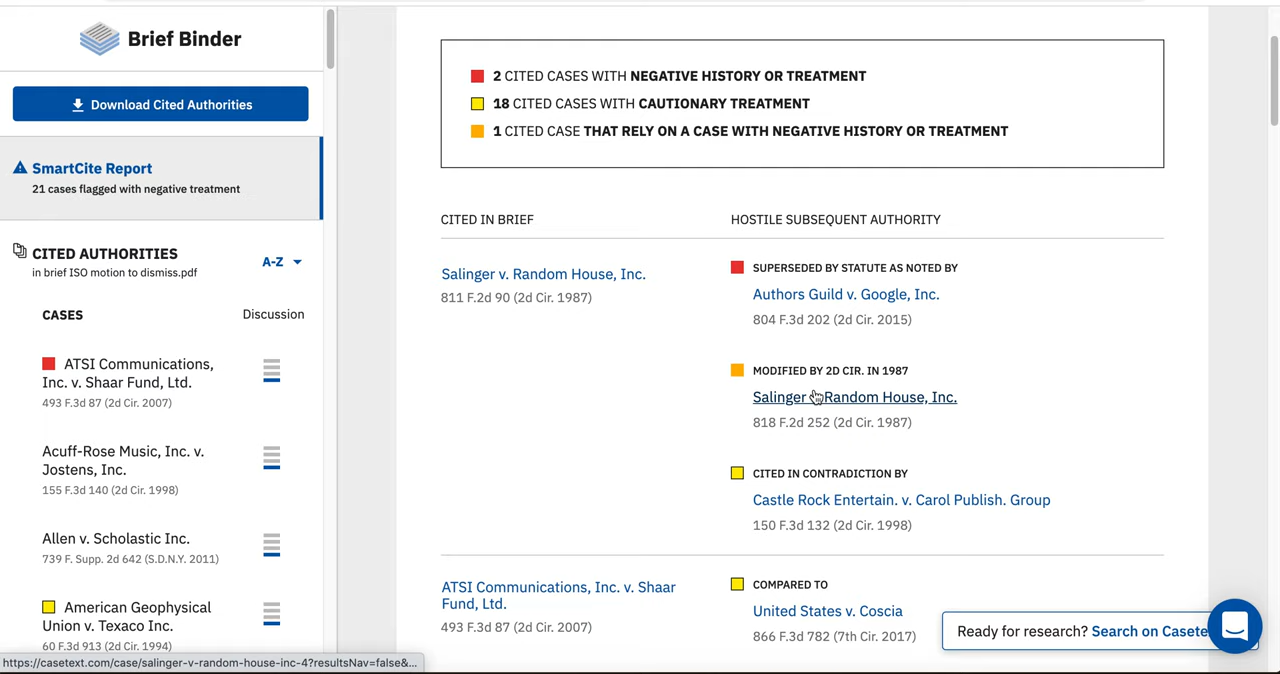 Brief Binder
Download Cited Authorities
SmartCite Report
21 cases flagged with negative treatment
CITED AUTHORITIES
in brief ISO motion to dismiss.pdf
A-Z
CASES
Discussion
ATSI Communications,
Inc. v. Shaar Fund, Ltd.
493 F.3d 87 (2d Cir. 2007)
Acuff-Rose Music, Inc. v.
Jostens, Inc.
155 F.3d 140 (2d Cir. 1998)
Allen v. Scholastic Inc.
739 F. Supp. 2d 642 (S.D.N.Y. 2011)
American Geophysical
Union v. Texaco Inc.
60 F.3d 913 (2d Cir. 1994)
https://casetext.com/case/salinger-v-random-house-inc-4?resultsNav=false&...
2 CITED CASES WITH NEGATIVE HISTORY OR TREATMENT
18 CITED CASES WITH CAUTIONARY TREATMENT
1 CITED CASE THAT RELY ON A CASE WITH NEGATIVE HISTORY OR TREATMENT
CITED IN BRIEF
HOSTILE SUBSEQUENT AUTHORITY
Salinger v. Random House, Inc.
811 F.2d 90 (2d Cir. 1987)
SUPERSEDED BY STATUTE AS NOTED BY
Authors Guild v. Google, Inc.
804 F.3d 202 (2d Cir. 2015)
MODIFIED BY 2D CIR. IN 1987
Salinger Random House, Inc.
818 F.2d 252 (2d Cir. 1987)
CITED IN CONTRADICTION BY
Castle Rock Entertain. v. Carol Publish. Group
150 F.3d 132 (2d Cir. 1998)
ATSI Communications, Inc. v. Shaar
Fund, Ltd.
493 F.3d 87 (2d Cir. 2007)
COMPARED TO
United States v. Coscia
866 F.3d 782 (7th Cir. 2017)
Ready for research? Search on Casete